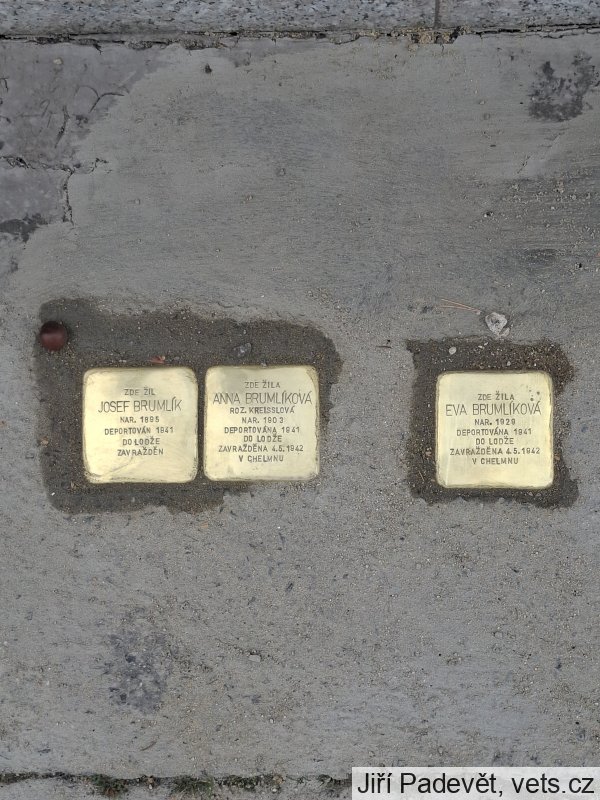 ZDE ŽIL
JOSEF BRUMLÍK
NAR. 1895
DEPORTOVÁN 1941
DO LODŽE
ZAVRAŽDĚN
ZDE ŽILA
ANNA BRUMLÍKOVÁ
ROZ. KREISSLOVÁ
NAR. 1903
DEPORTOVÁNA 1941
DO LODŽE
ZAVRAŽDĚNA 4.5.1942
V CHELMNU
ZDE ŽILA
EVA BRUMLÍKOVÁ
NAR. 1929
DEPORTOVÁNA 1941
DO LODŽE
ZAVRAŽDĚNA 4.5.1942
V CHELMNU
Jiří Padevět, vets.cz